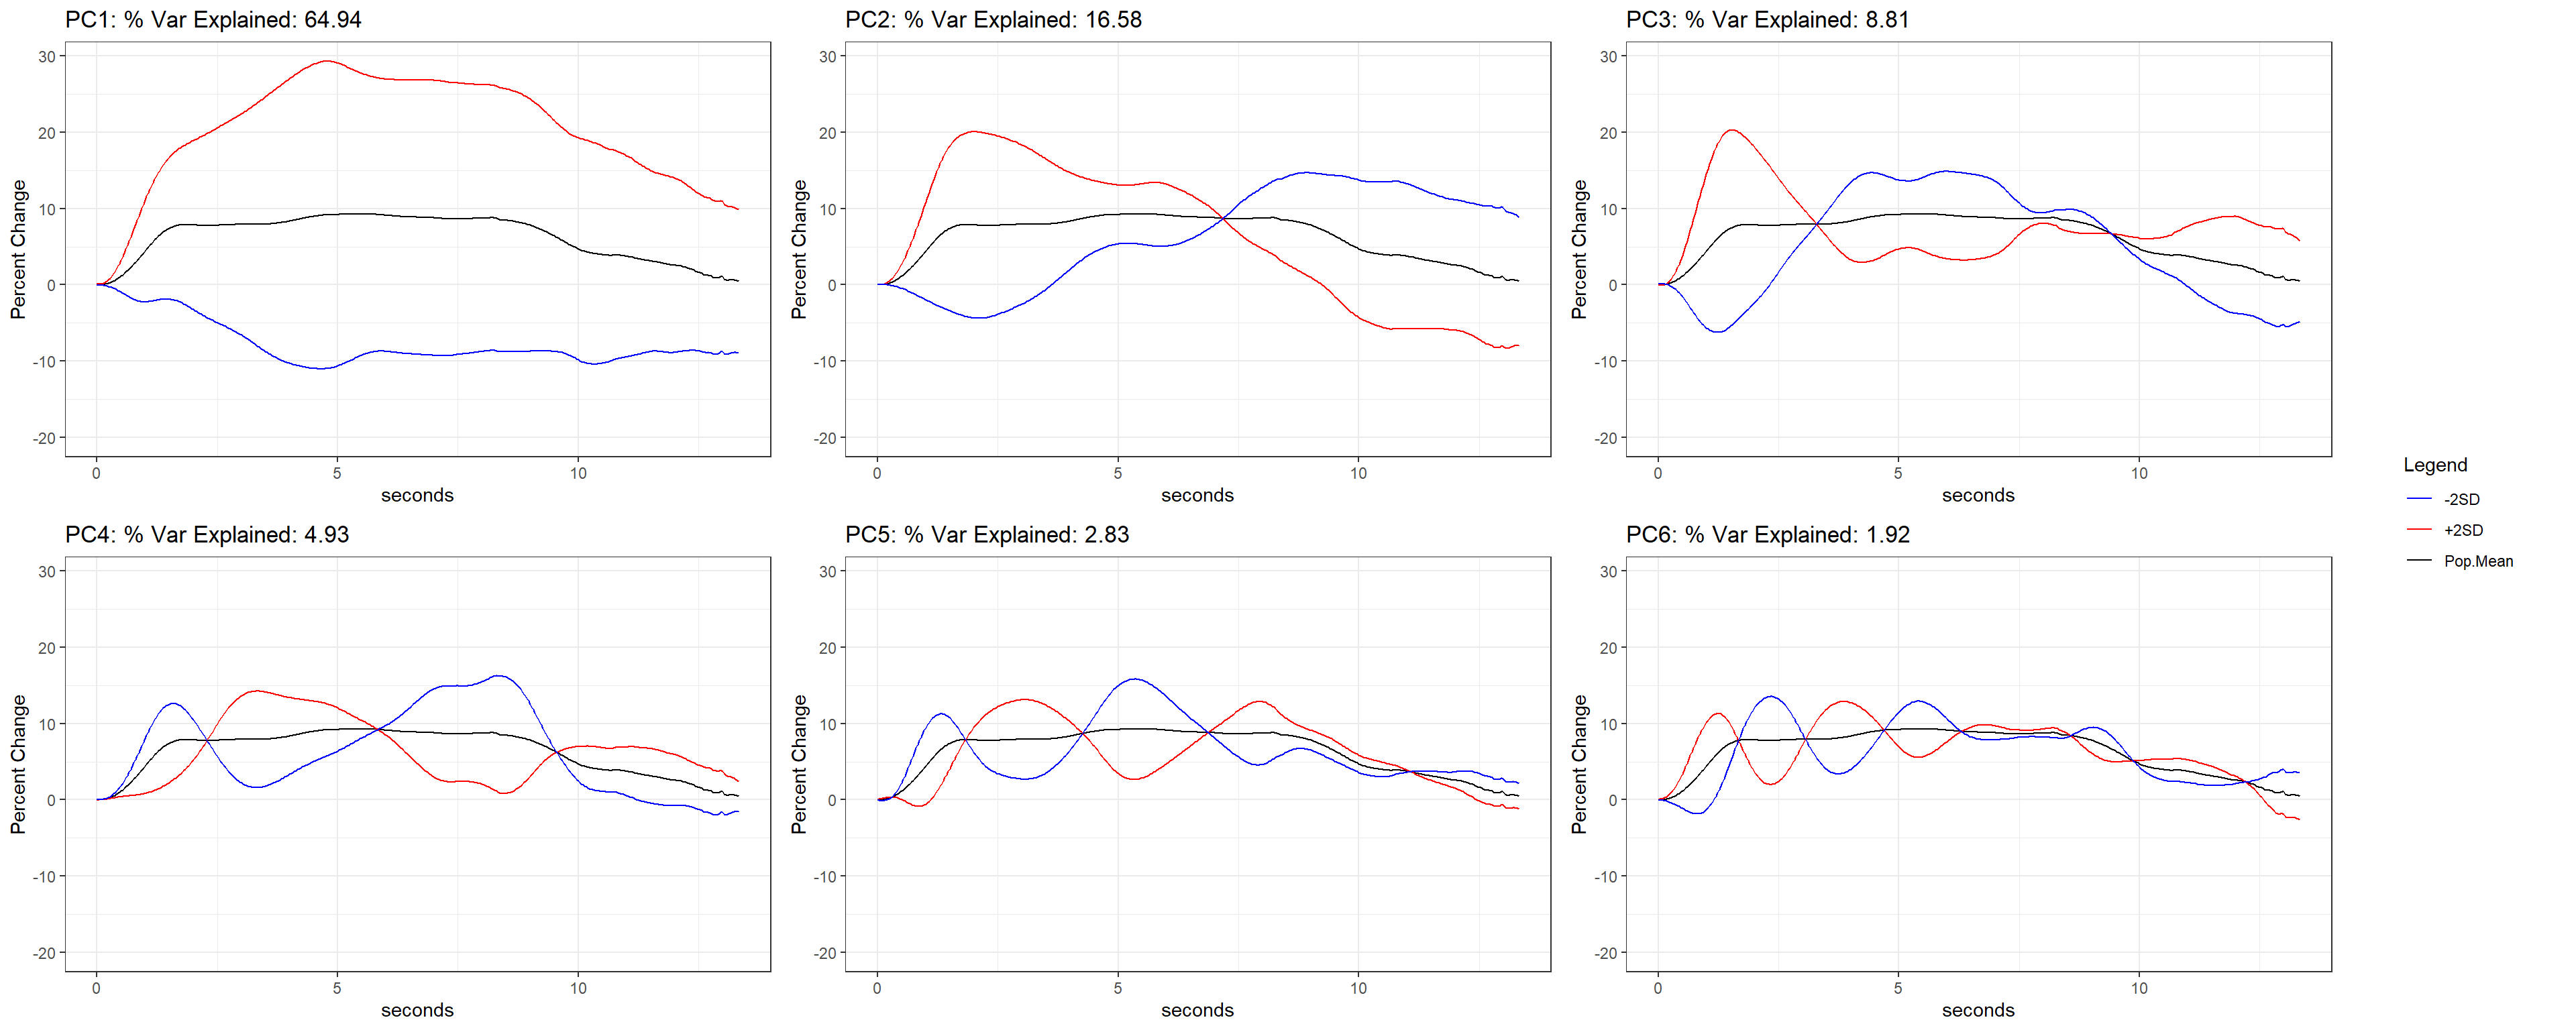 PC1: % Var Explained: 64.94
30
20
10
0
-10
-20
Percent Change
0 5 10
seconds
PC2: % Var Explained: 16.58
30
20
10
0
-10
-20
Percent Change
0 5 10
seconds
PC3: % Var Explained: 8.81
30
20
10
0
-10
-20
Percent Change
0 5 10
seconds
PC4: % Var Explained: 4.93
30
20
10
0
-10
-20
Percent Change
0 5 10
seconds
PC5: % Var Explained: 2.83
30
20
10
0
-10
-20
Percent Change
0 5 10
seconds
PC6: % Var Explained: 1.92
30
20
10
0
-10
-20
Percent Change
0 5 10
seconds
Legend
-2SD
+2SD
Pop.Mean